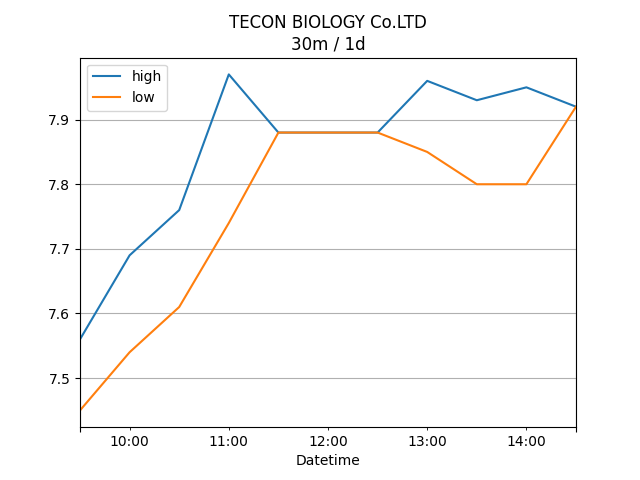 TECON BIOLOGY Co.LTD
30m / 1d
high
low
7.9
7.8
7.7
7.6
7.5
10:00 11:00 12:00 13:00 14:00
Datetime